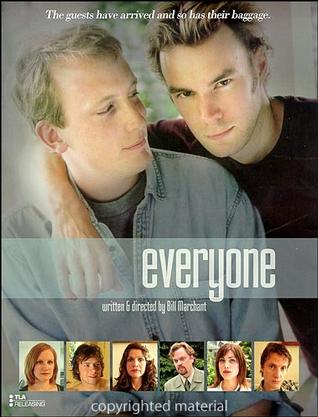 The guests have arrived and so has their baggage.
everyone
written & directed by Bill Marchant
TLA
RELEASING
copyrighted material